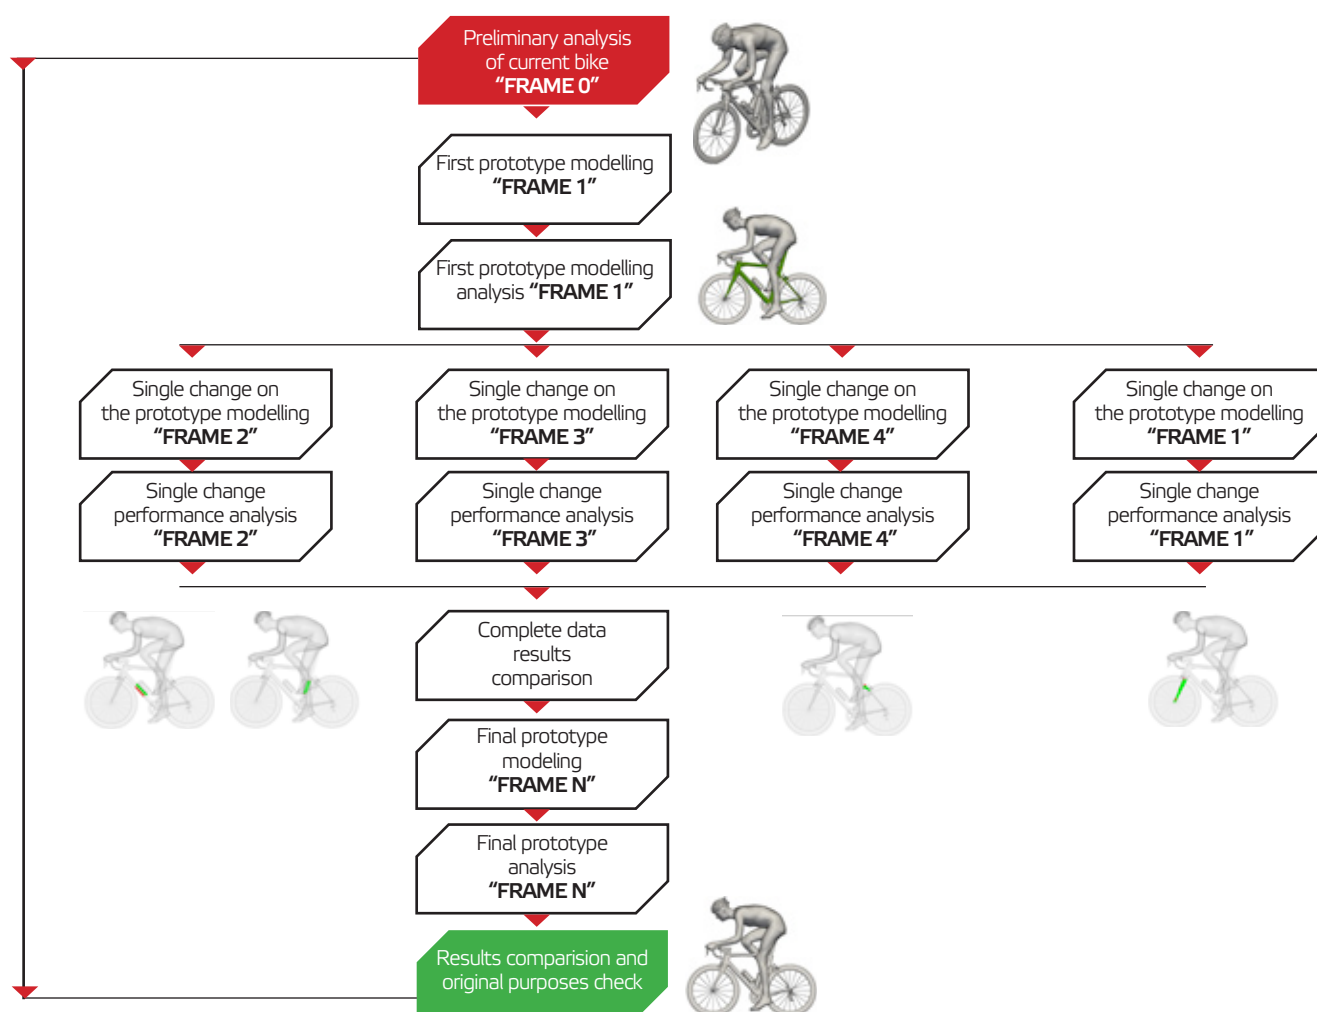 Preliminary analysis
of current bike
“FRAME 0”
First prototype modelling
“FRAME 1”
First prototype modelling
analysis “FRAME 1”
Single change on
the prototype modelling
“FRAME 2”
Single change on
the prototype modelling
“FRAME 3”
Single change on
the prototype modelling
“FRAME 4”
Single change on
the prototype modelling
“FRAME 1”
Single change
performance analysis
“FRAME 2”
Single change
performance analysis
“FRAME 3”
Single change
performance analysis
“FRAME 4”
Single change
performance analysis
“FRAME 1”
Complete data
results
comparison
Final prototype
modeling
“FRAME N”
Final prototype
analysis
“FRAME N”
Results comparision and
original purposes check